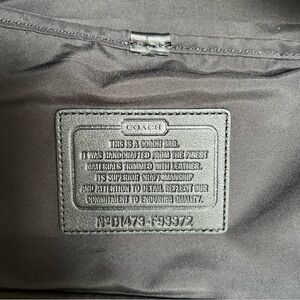 COACH
THIS IS A COACH BAG.
IT WAS HANDCRAFTED FROM THE FINEST
MATERIALS TRIMMED WITH LEATHER.
ITS SUPERIOR CRAFTSMANSHIP
AND ATTENTION TO DETAIL REFLECT OUR
COMMITMENT TO ENDURING QUALITY.
Nº D1473-F93372